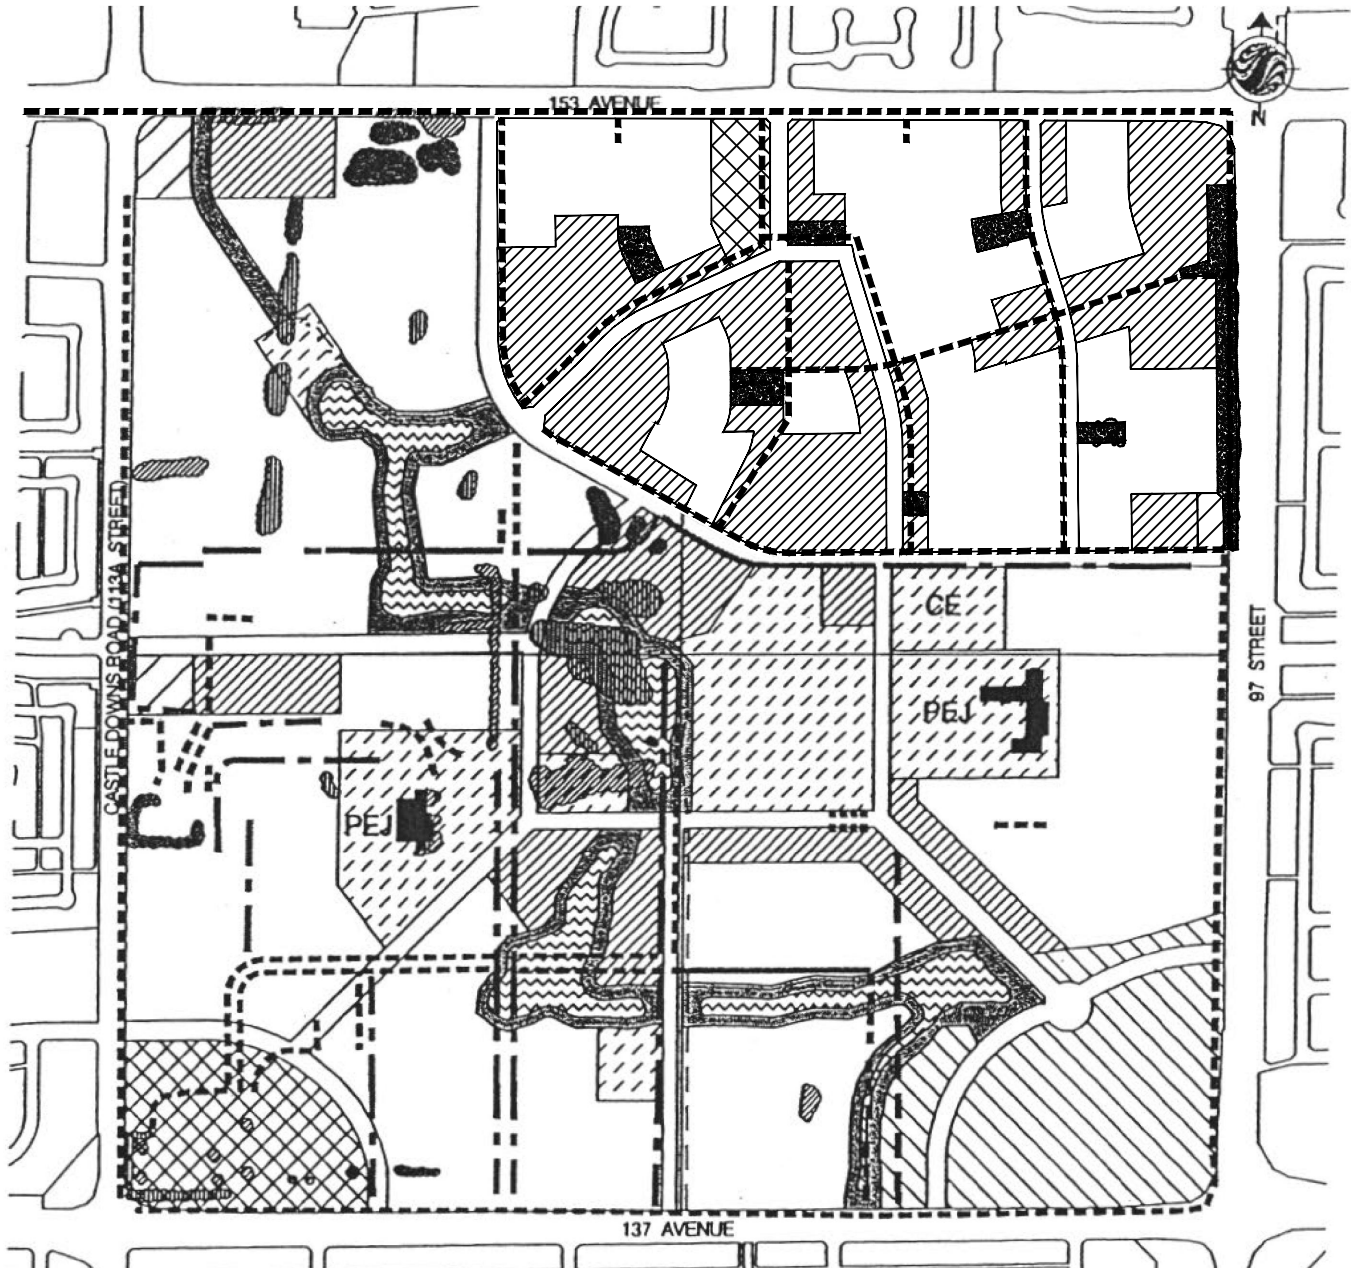 153 AVENUE
N
CASTLE DOWNS ROAD (113A STREET)
CE
97 STREET
PEJ
PEJ
137 AVENUE